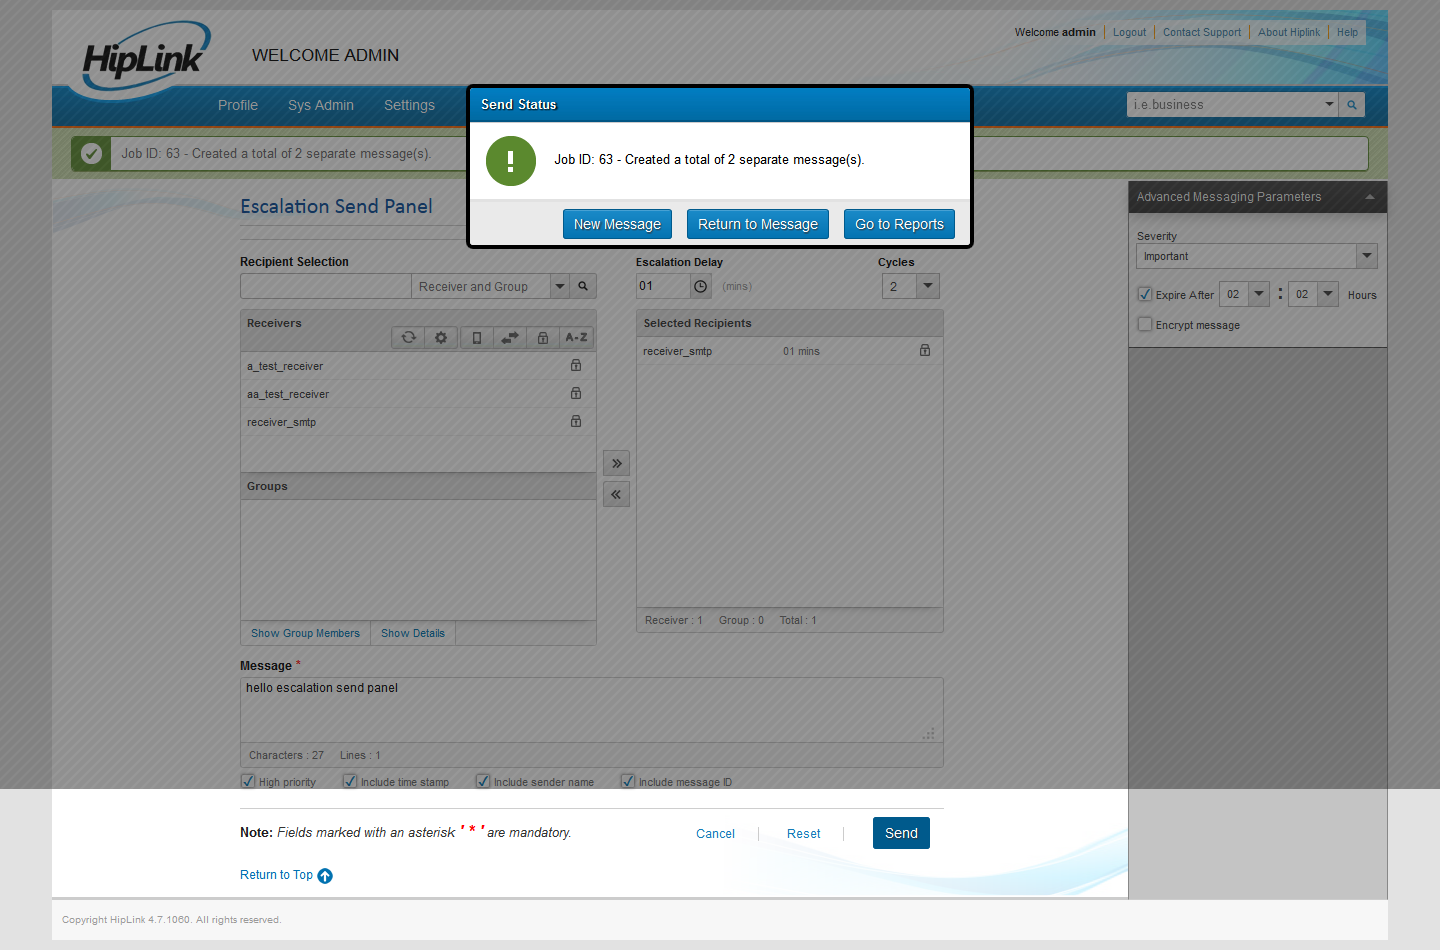 HipLink
WELCOME ADMIN
Welcome admin Logout Contact Support About Hiplink Help
Profile Sys Admin Settings
i.e.business
Job ID: 63 - Created a total of 2 separate message(s).
Send Status
Job ID: 63 - Created a total of 2 separate message(s).
New Message Return to Message Go to Reports
Escalation Send Panel
Recipient Selection
Receiver and Group
Escalation Delay Cycles
01 (mins) 2
Receivers
A-Z
a_test_receiver
aa_test_receiver
receiver_smtp
Groups
Show Group Members Show Details
Selected Recipients
receiver_smtp 01 mins
Receiver : 1 Group : 0 Total : 1
Message *
hello escalation send panel
Characters : 27 Lines : 1
High priority Include time stamp Include sender name Include message ID
Note: Fields marked with an asterisk ' * ' are mandatory.
Cancel Reset Send
Return to Top
Advanced Messaging Parameters
Severity
Important
Expire After 02 : 02 Hours
Encrypt message
Copyright HipLink 4.7.1060. All rights reserved.